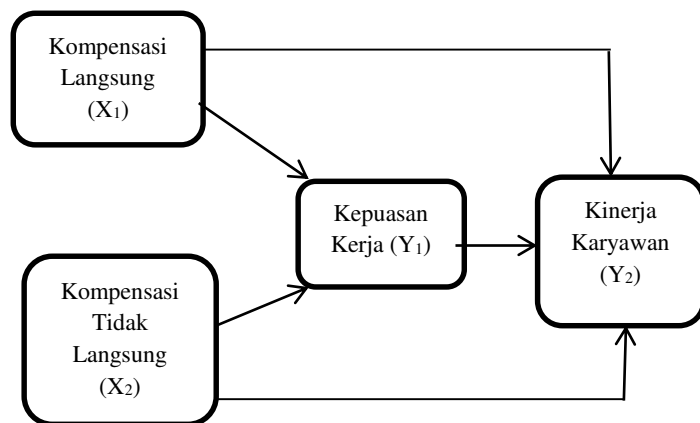 Kompensasi
Langsung
(X₁)
Kepuasan
Kerja (Y₁)
Kinerja
Karyawan
(Y₂)
Kompensasi
Tidak
Langsung
(X₂)